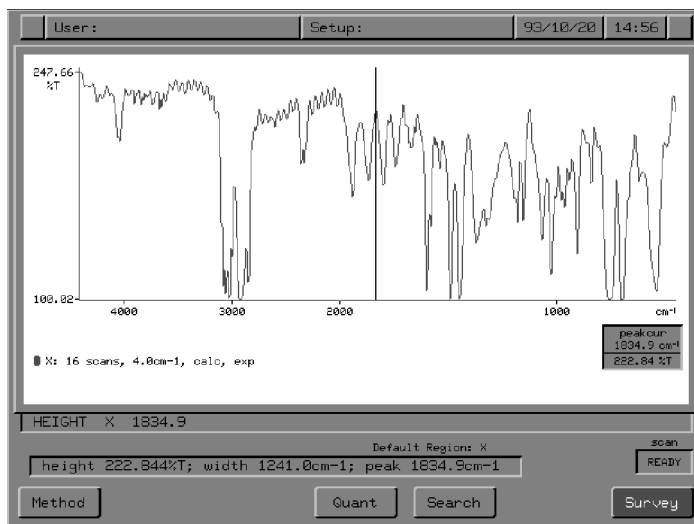 User: Setup: 93/10/20 14:56
247.66
%T
100.02
4000 3000 2000 1000 cm-1
peakcur
1834.9 cm-1
222.84 %T
X: 16 scans, 4.0cm-1, calc, exp
HEIGHT X 1834.9
Default Region: X
scan
height 222.844%T; width 1241.0cm-1; peak 1834.9cm-1
READY
Method Quant Search Survey